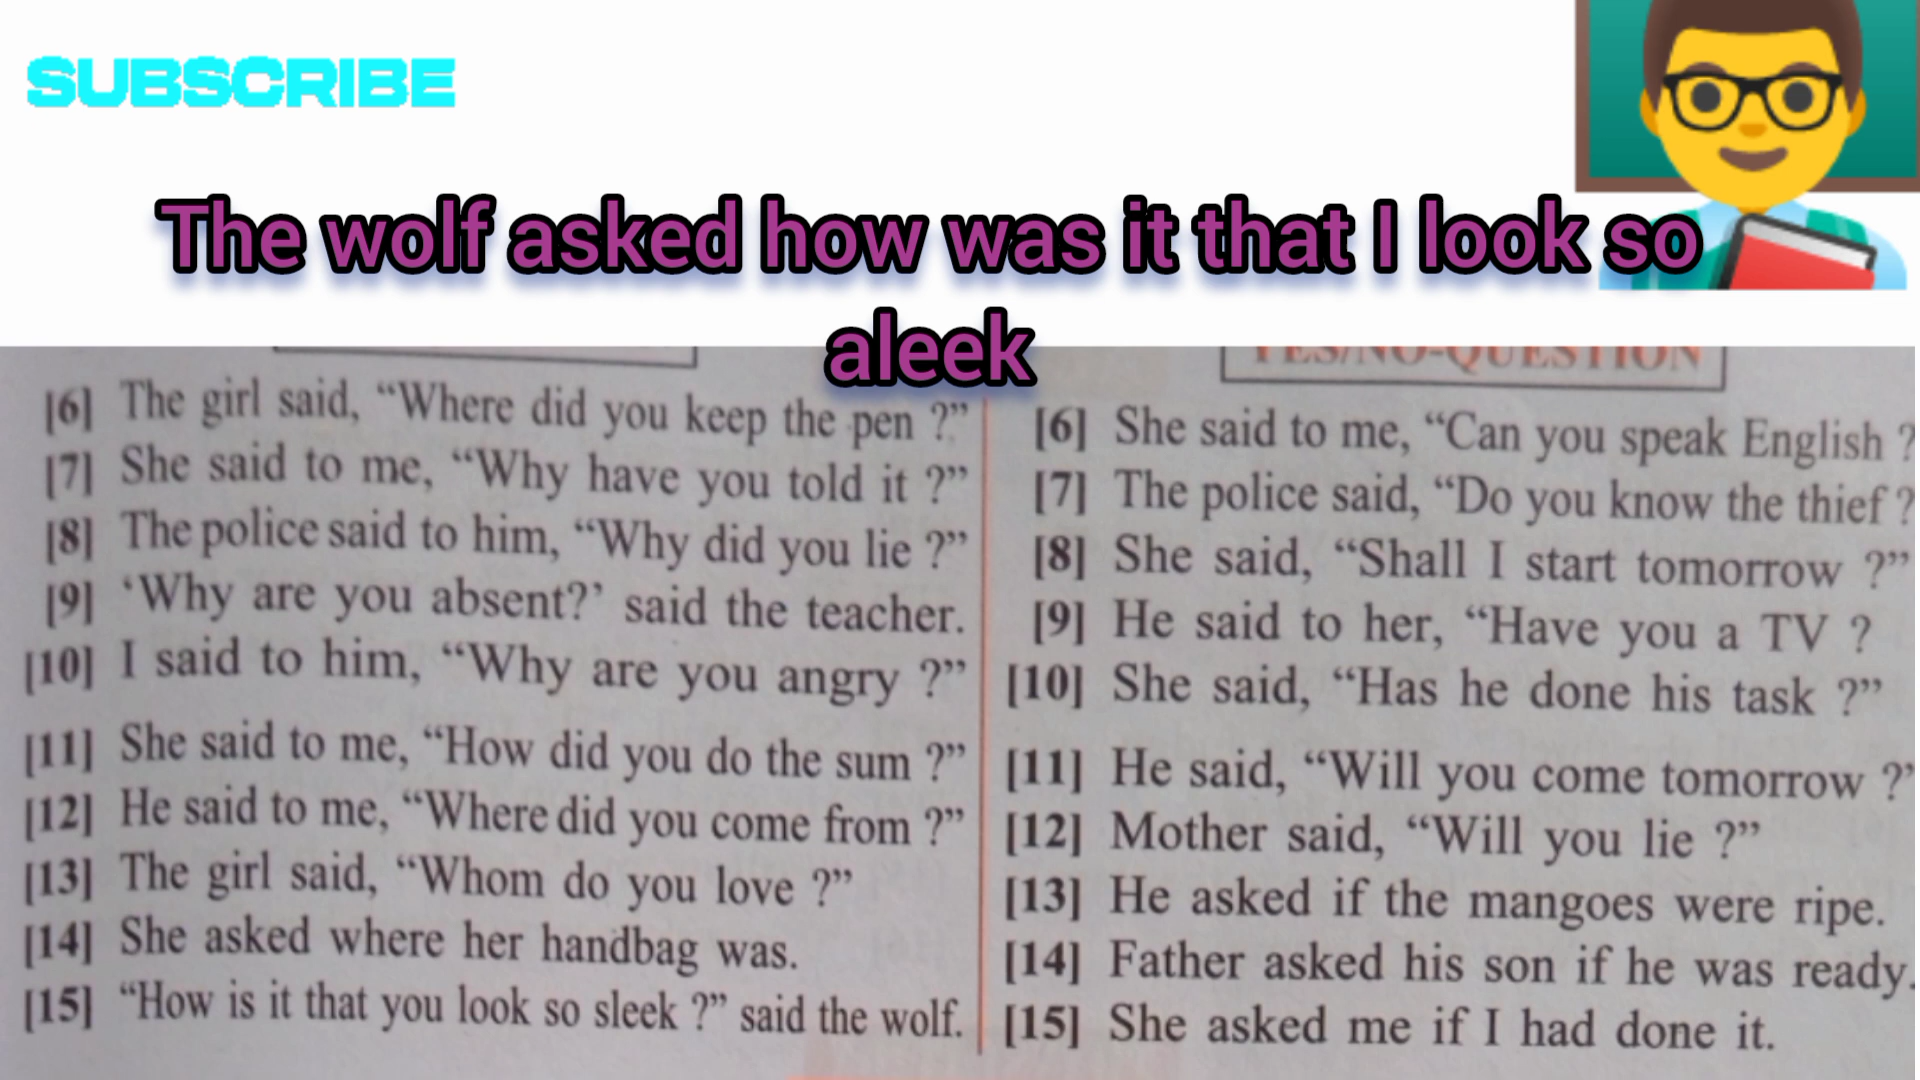 SUBSCRIBE
The wolf asked how was it that I look so
aleek
YES/NO-QUESTION
[6] The girl said, “Where did you keep the pen ?”
[7] She said to me, “Why have you told it ?”
[8] The police said to him, “Why did you lie ?”
[9] ‘Why are you absent?’ said the teacher.
[10] I said to him, “Why are you angry ?”
[11] She said to me, “How did you do the sum ?”
[12] He said to me, “Where did you come from ?”
[13] The girl said, “Whom do you love ?”
[14] She asked where her handbag was.
[15] “How is it that you look so sleek ?” said the wolf.
[6] She said to me, “Can you speak English ?
[7] The police said, “Do you know the thief ?
[8] She said, “Shall I start tomorrow ?”
[9] He said to her, “Have you a TV ?
[10] She said, “Has he done his task ?”
[11] He said, “Will you come tomorrow ?”
[12] Mother said, “Will you lie ?”
[13] He asked if the mangoes were ripe.
[14] Father asked his son if he was ready.
[15] She asked me if I had done it.